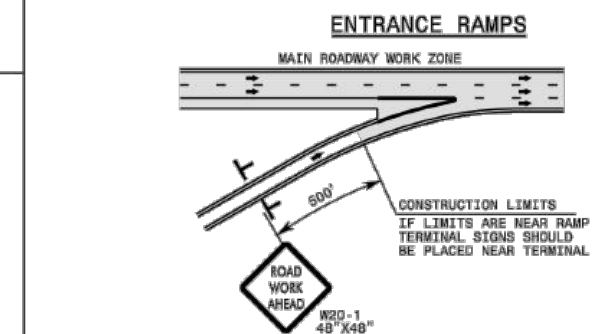 ENTRANCE RAMPS
MAIN ROADWAY WORK ZONE
500'
CONSTRUCTION LIMITS
IF LIMITS ARE NEAR RAMP
TERMINAL SIGNS SHOULD
BE PLACED NEAR TERMINAL
ROAD
WORK
AHEAD
W20-1
48"X48"